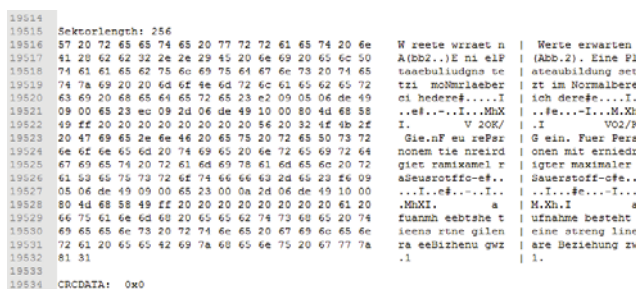 19514
19515 Sektorlength: 256
19516 57 20 72 65 65 74 65 20 77 72 72 61 65 74 20 6e W reete wrraet n | Werte erwarten
19517 41 28 62 62 32 2e 2e 29 45 20 6e 69 20 65 6c 50 A(bb2..)E ni elP | (Abb.2). Eine Pl
19518 74 61 61 65 62 75 6c 69 75 64 67 6e 73 20 74 65 taaebuliudgns te | ateaubildung set
19519 74 7a 69 20 20 6d 6f 4e 6d 72 6c 61 65 62 65 72 tzi moNmrlaeber | zt im Normalbere
19520 63 69 20 68 65 64 65 72 65 23 e2 09 05 06 de 49 ci hedere#.....I | ich dere#....I
19521 09 00 65 23 ec 09 2d 06 de 49 10 00 80 4d 68 58 ..e#..-..I...MhX | ..#e...-I...M.Xh
19522 49 ff 20 20 20 20 20 20 20 20 56 20 32 4f 4b 2f I. V 2OK/ | .I VO2/K
19523 20 47 69 65 2e 6e 46 20 65 75 20 72 65 50 73 72 Gie.nF eu rePsr | G ein. Fuer Pers
19524 6e 6f 6e 65 6d 20 74 69 65 20 6e 72 65 69 72 64 nonem tie nreird | onen mit erniedr
19525 67 69 65 74 20 72 61 6d 69 78 61 6d 65 6c 20 72 giet ramixamel r | igter maximaler
19526 61 53 65 75 73 72 6f 74 66 66 63 2d 65 23 f6 09 aSeusrotffc-e#.. | Sauerstoff-c#e..
19527 05 06 de 49 09 00 65 23 00 0a 2d 06 de 49 10 00 ...I..e#..-..I.. | ..I...#e...-I...
19528 80 4d 68 58 49 ff 20 20 20 20 20 20 20 20 61 20 .MhXI. a | M.Xh.I a
19529 66 75 61 6e 6d 68 20 65 65 62 74 73 68 65 20 74 fuanmh eebtshe t | ufnahme besteht
19530 69 65 65 6e 73 20 72 74 6e 65 20 67 69 6c 65 6e ieens rtne gilen | eine streng line
19531 72 61 20 65 65 42 69 7a 68 65 6e 75 20 67 77 7a ra eeBizhenu gwz | are Beziehung zw
19532 81 31 .1 | 1.
19533
19534 CRCDATA: 0x0